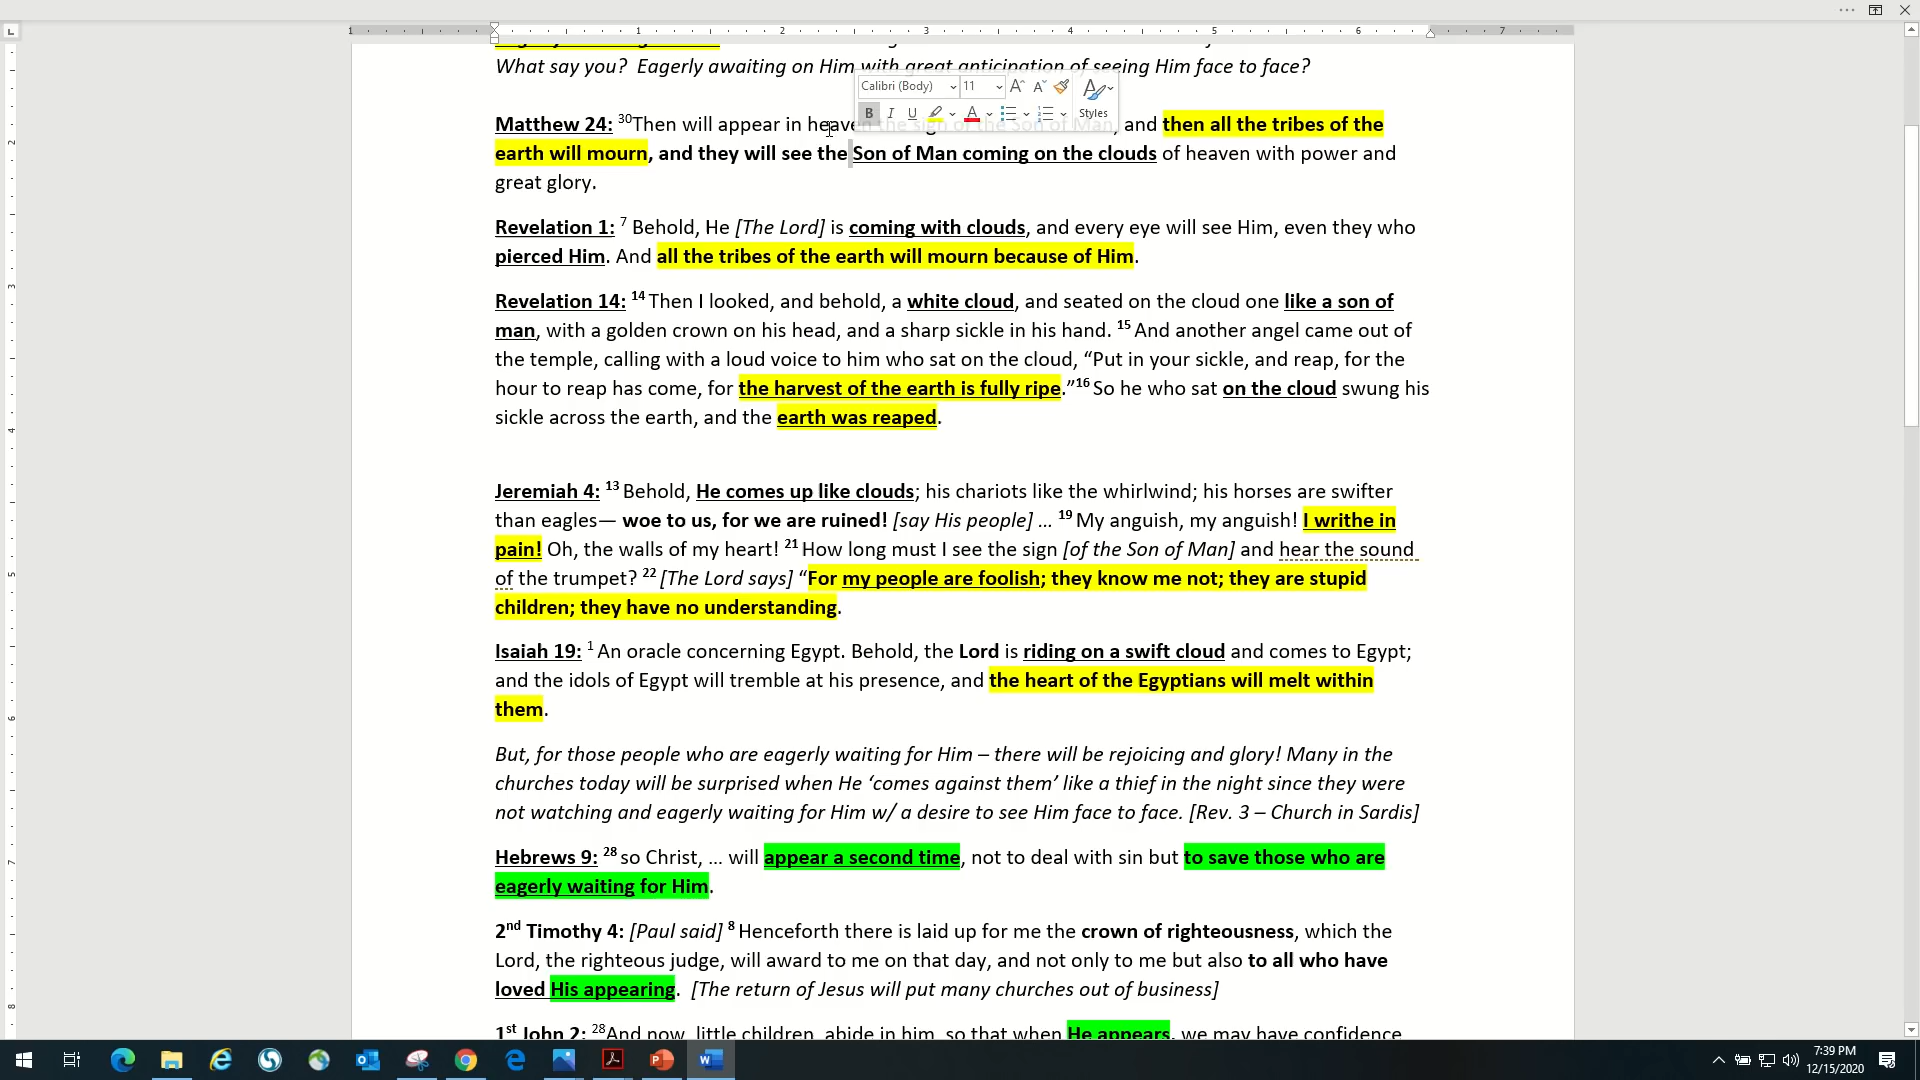 1 1 2 3 4 5 6 7
What say you?  Eagerly awaiting on Him with great anticipation of seeing Him face to face?
Calibri (Body) 11
Styles
Matthew 24: 30Then will appear in heaven the sign of the Son of Man, and then all the tribes of the
earth will mourn, and they will see the Son of Man coming on the clouds of heaven with power and
great glory.
Revelation 1: 7 Behold, He [The Lord] is coming with clouds, and every eye will see Him, even they who
pierced Him. And all the tribes of the earth will mourn because of Him.
Revelation 14: 14 Then I looked, and behold, a white cloud, and seated on the cloud one like a son of
man, with a golden crown on his head, and a sharp sickle in his hand. 15 And another angel came out of
the temple, calling with a loud voice to him who sat on the cloud, “Put in your sickle, and reap, for the
hour to reap has come, for the harvest of the earth is fully ripe.”16 So he who sat on the cloud swung his
sickle across the earth, and the earth was reaped.
Jeremiah 4: 13 Behold, He comes up like clouds; his chariots like the whirlwind; his horses are swifter
than eagles— woe to us, for we are ruined! [say His people] … 19 My anguish, my anguish! I writhe in
pain! Oh, the walls of my heart! 21 How long must I see the sign [of the Son of Man] and hear the sound
of the trumpet? 22 [The Lord says] “For my people are foolish; they know me not; they are stupid
children; they have no understanding.
Isaiah 19: 1 An oracle concerning Egypt. Behold, the Lord is riding on a swift cloud and comes to Egypt;
and the idols of Egypt will tremble at his presence, and the heart of the Egyptians will melt within
them.
But, for those people who are eagerly waiting for Him – there will be rejoicing and glory! Many in the
churches today will be surprised when He ‘comes against them’ like a thief in the night since they were
not watching and eagerly waiting for Him w/ a desire to see Him face to face. [Rev. 3 – Church in Sardis]
Hebrews 9: 28 so Christ, … will appear a second time, not to deal with sin but to save those who are
eagerly waiting for Him.
2nd Timothy 4: [Paul said] 8 Henceforth there is laid up for me the crown of righteousness, which the
Lord, the righteous judge, will award to me on that day, and not only to me but also to all who have
loved His appearing.  [The return of Jesus will put many churches out of business]
1st John 2: 28And now, little children, abide in him, so that when He appears, we may have confidence
7:39 PM
12/15/2020